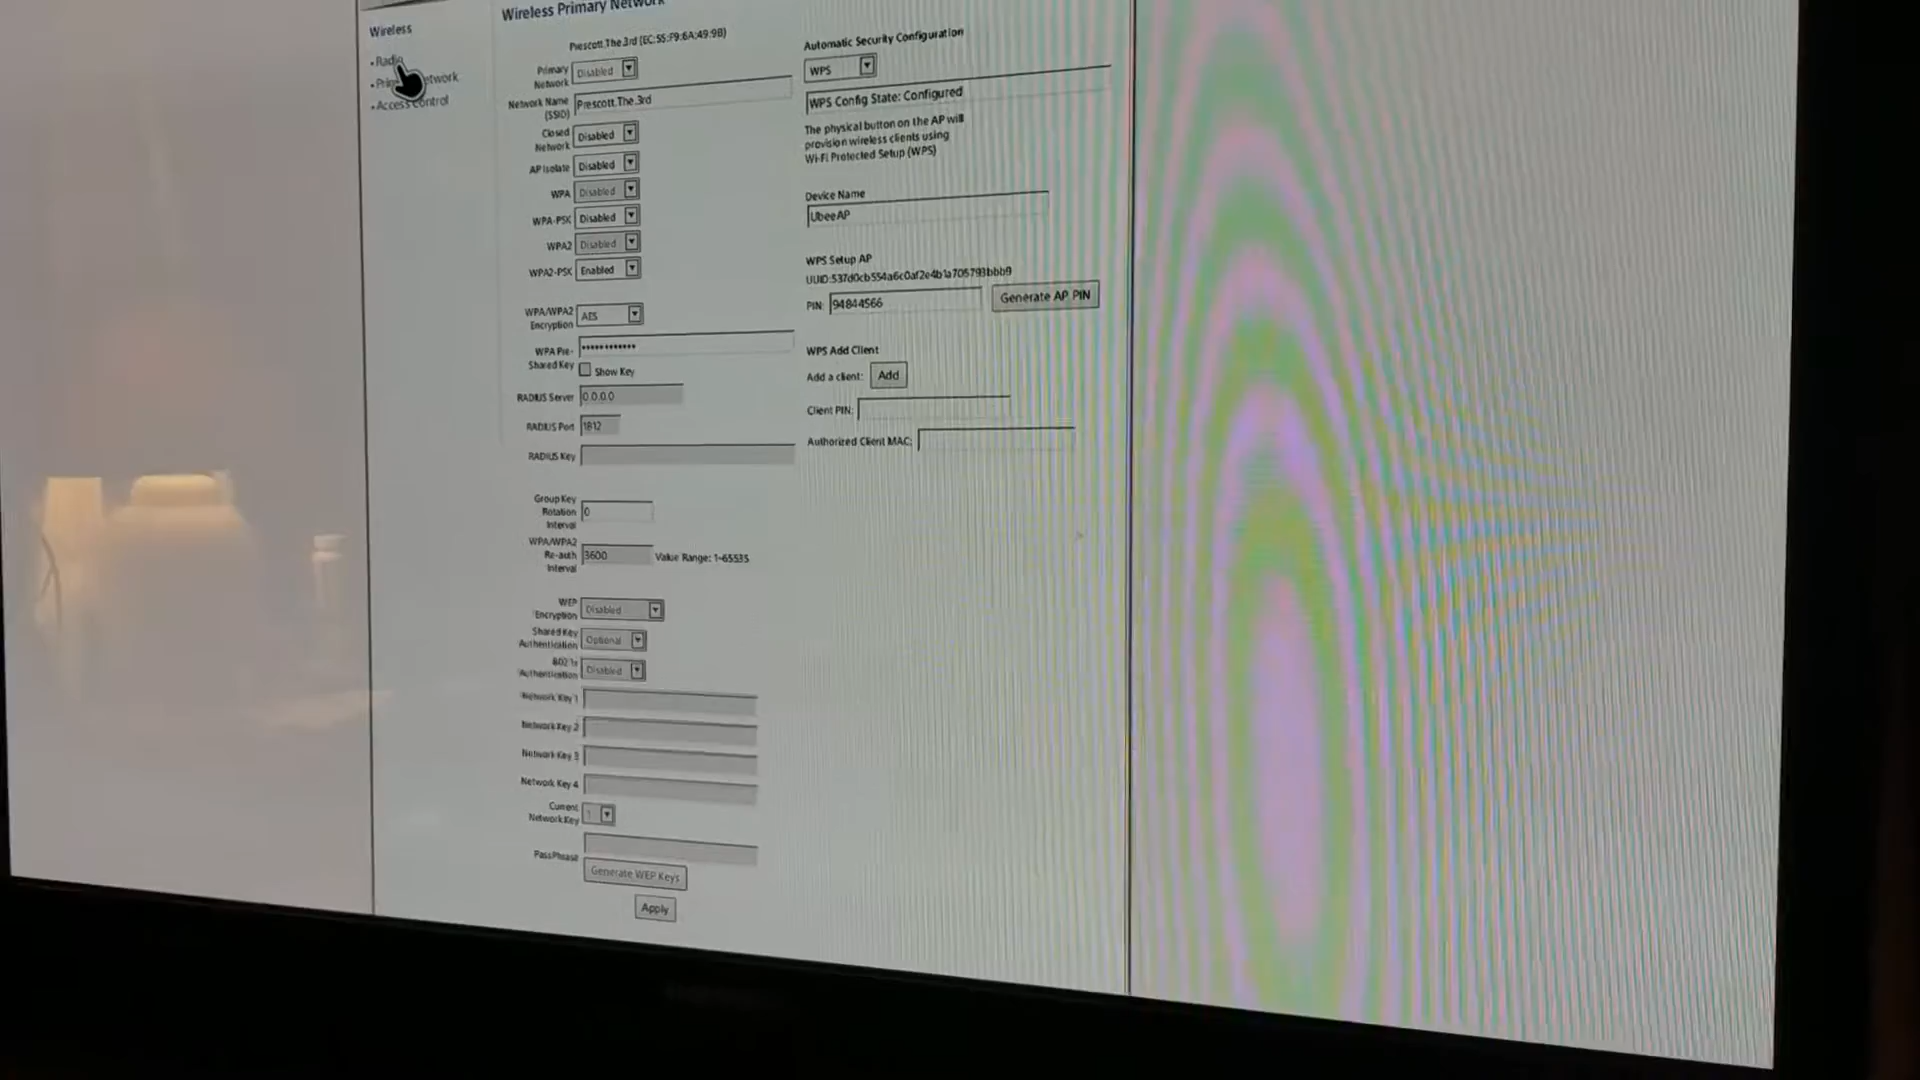 Wireless
• Radio
• Access Control
Wireless Primary Network
Prescott.The.3rd (EC:55:F9:6A:49:9B)
Primary Network Disabled
Network Name (SSID) Prescott.The.3rd
Closed Network Disabled
AP Isolate Disabled
WPA Disabled
WPA-PSK Disabled
WPA2 Disabled
WPA2-PSK Enabled
WPA/WPA2 Encryption AES
WPA Pre-Shared Key ••••••••••••
Show Key
RADIUS Server 0.0.0.0
RADIUS Port 1812
RADIUS Key
Group Key Rotation Interval 0
WPA/WPA2 Re-auth Interval 3600 Value Range: 1~65535
WEP Encryption Disabled
Shared Key Authentication Optional
802.1x Authentication Disabled
Network Key 1
Network Key 2
Network Key 3
Network Key 4
Current Network Key 1
PassPhrase
Generate WEP Keys
Apply
Automatic Security Configuration
WPS
WPS Config State: Configured
The physical button on the AP will
provision wireless clients using
Wi-Fi Protected Setup (WPS)
Device Name
UbeeAP
WPS Setup AP
UUID:537d0cb554a6c0af2e4b1a705793bbb9
PIN: 94844566 Generate AP PIN
WPS Add Client
Add a client: Add
Client PIN:
Authorized Client MAC: